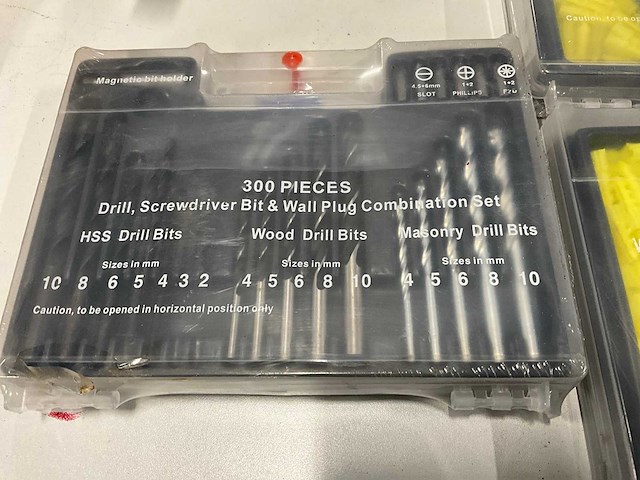 Magnetic bit holder
4.5+6mm 1+2 1+2
SLOT PHILLIPS PZD
Caution, to be op
300 PIECES
Drill, Screwdriver Bit & Wall Plug Combination Set
HSS Drill Bits Wood Drill Bits Masonry Drill Bits
Sizes in mm Sizes in mm Sizes in mm
10 8 6 5 4 3 2 4 5 6 8 10 4 5 6 8 10
Caution, to be opened in horizontal position only